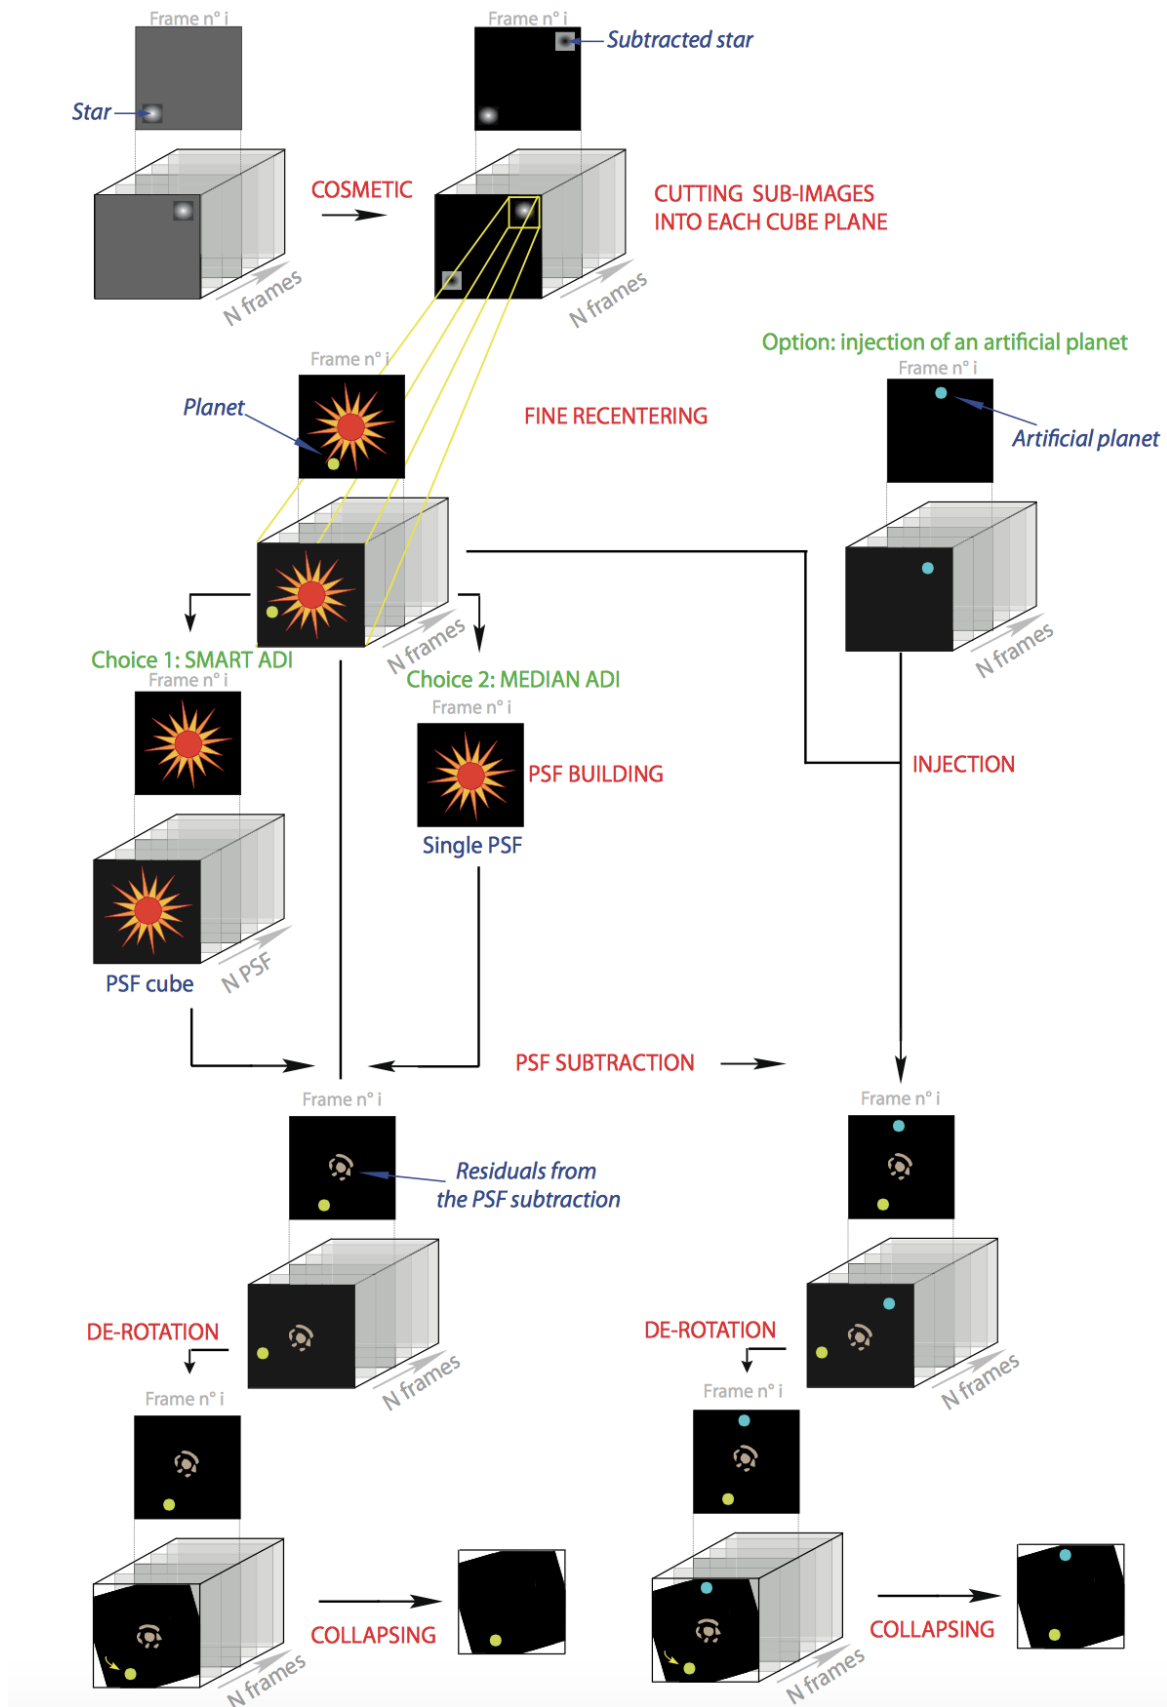 Frame n° i
Frame n° i
Subtracted star
Star
COSMETIC
CUTTING SUB-IMAGES
INTO EACH CUBE PLANE
N frames
N frames
Option: injection of an artificial planet
Frame n° i
Frame n° i
Planet
FINE RECENTERING
Artificial planet
N frames
N frames
Choice 1: SMART ADI
Frame n° i
Choice 2: MEDIAN ADI
Frame n° i
PSF BUILDING
INJECTION
Single PSF
N PSF
PSF cube
PSF SUBTRACTION
Frame n° i
Frame n° i
Residuals from
the PSF subtraction
DE-ROTATION
DE-ROTATION
N frames
N frames
Frame n° i
Frame n° i
COLLAPSING
COLLAPSING
N frames
N frames